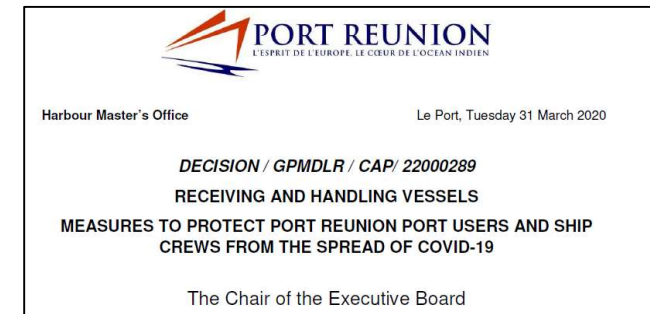 PORT REUNION
L'ESPRIT DE L'EUROPE, LE CŒUR DE L'OCEAN INDIEN
Harbour Master's Office Le Port, Tuesday 31 March 2020
DECISION / GPMDLR / CAP/ 22000289
RECEIVING AND HANDLING VESSELS
MEASURES TO PROTECT PORT REUNION PORT USERS AND SHIP
CREWS FROM THE SPREAD OF COVID-19
The Chair of the Executive Board